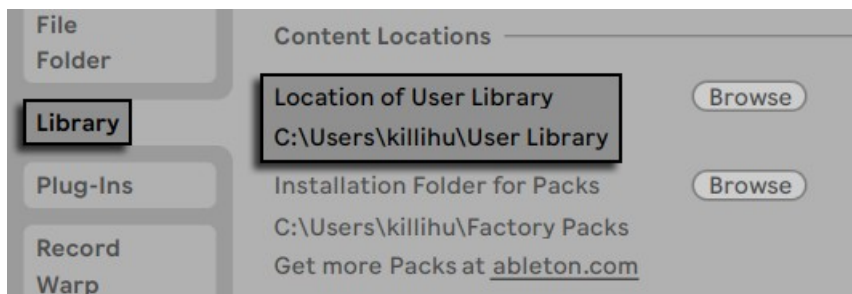 File
Folder
Library
Plug-Ins
Record
Warp
Content Locations
Location of User Library
Browse
C:\Users\killihu\User Library
Installation Folder for Packs
Browse
C:\Users\killihu\Factory Packs
Get more Packs at ableton.com